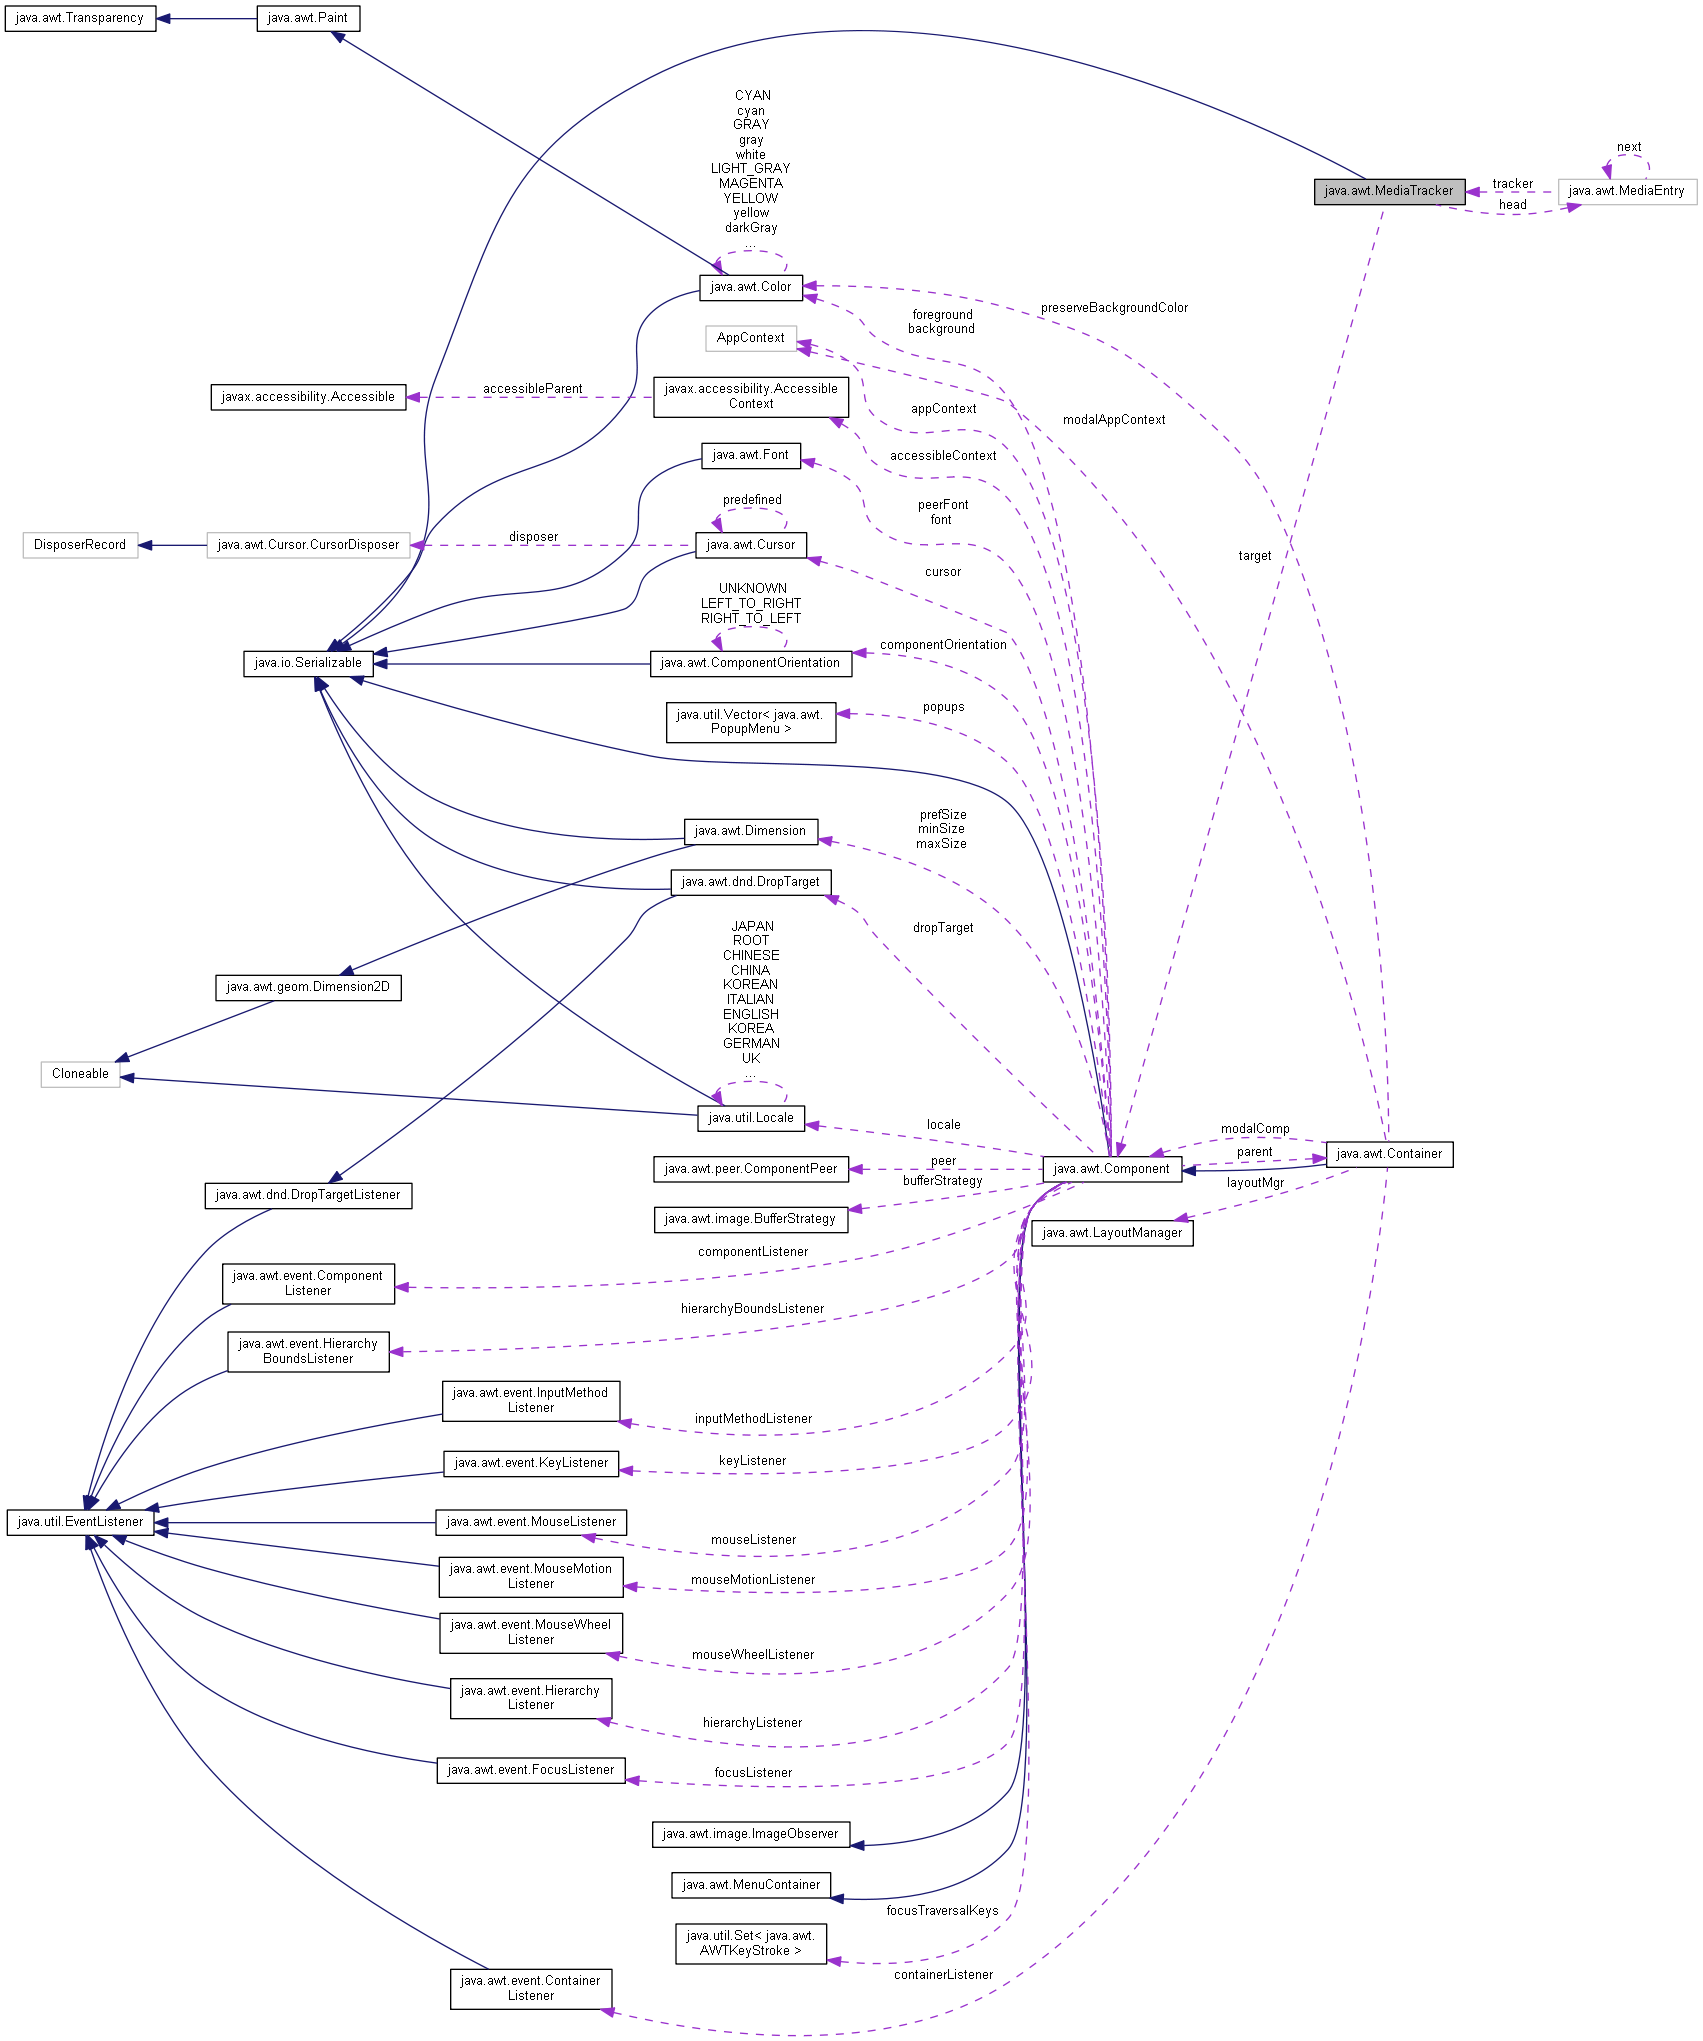 java.awt.Transparency
java.awt.Paint
CYAN
cyan
GRAY
gray
white
LIGHT_GRAY
MAGENTA
YELLOW
yellow
darkGray
...
next
java.awt.MediaTracker
tracker
head
java.awt.MediaEntry
java.awt.Color
foreground
background
preserveBackgroundColor
AppContext
javax.accessibility.Accessible
accessibleParent
javax.accessibility.Accessible
Context
appContext
modalAppContext
java.awt.Font
accessibleContext
predefined
peerFont
font
DisposerRecord
java.awt.Cursor.CursorDisposer
disposer
java.awt.Cursor
target
cursor
UNKNOWN
LEFT_TO_RIGHT
RIGHT_TO_LEFT
componentOrientation
java.io.Serializable
java.awt.ComponentOrientation
java.util.Vector< java.awt.
PopupMenu >
popups
java.awt.Dimension
prefSize
minSize
maxSize
java.awt.dnd.DropTarget
dropTarget
JAPAN
ROOT
CHINESE
CHINA
KOREAN
ITALIAN
ENGLISH
KOREA
GERMAN
UK
...
java.awt.geom.Dimension2D
Cloneable
java.util.Locale
locale
modalComp
parent
java.awt.Container
java.awt.peer.ComponentPeer
peer
java.awt.Component
bufferStrategy
layoutMgr
java.awt.dnd.DropTargetListener
java.awt.image.BufferStrategy
java.awt.LayoutManager
componentListener
java.awt.event.Component
Listener
hierarchyBoundsListener
java.awt.event.Hierarchy
BoundsListener
java.awt.event.InputMethod
Listener
inputMethodListener
java.awt.event.KeyListener
keyListener
java.util.EventListener
java.awt.event.MouseListener
mouseListener
java.awt.event.MouseMotion
Listener
mouseMotionListener
java.awt.event.MouseWheel
Listener
mouseWheelListener
java.awt.event.Hierarchy
Listener
hierarchyListener
java.awt.event.FocusListener
focusListener
java.awt.image.ImageObserver
java.awt.MenuContainer
focusTraversalKeys
java.util.Set< java.awt.
AWTKeyStroke >
java.awt.event.Container
Listener
containerListener